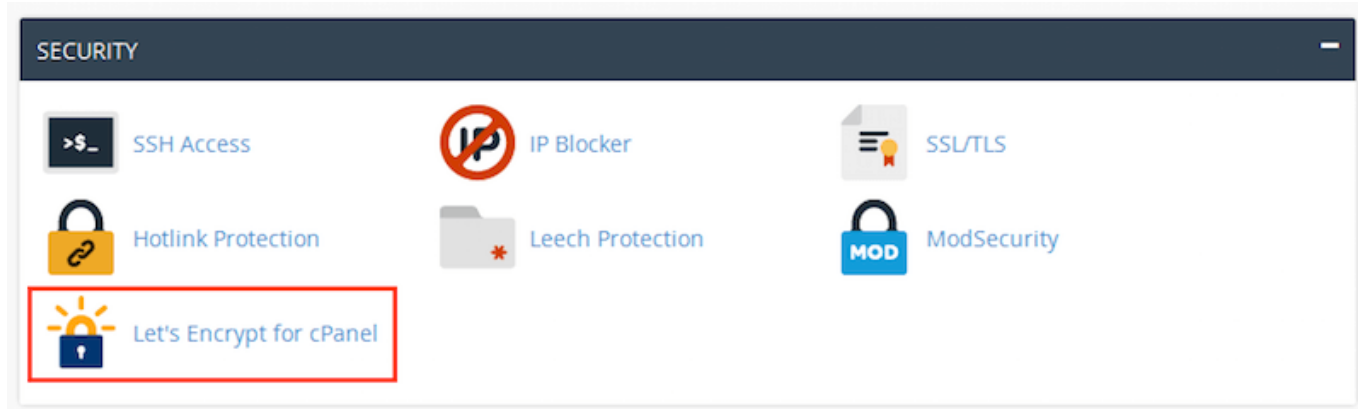 SECURITY
>$_ SSH Access
IP IP Blocker
SSL/TLS
Hotlink Protection
Leech Protection
MOD ModSecurity
Let's Encrypt for cPanel